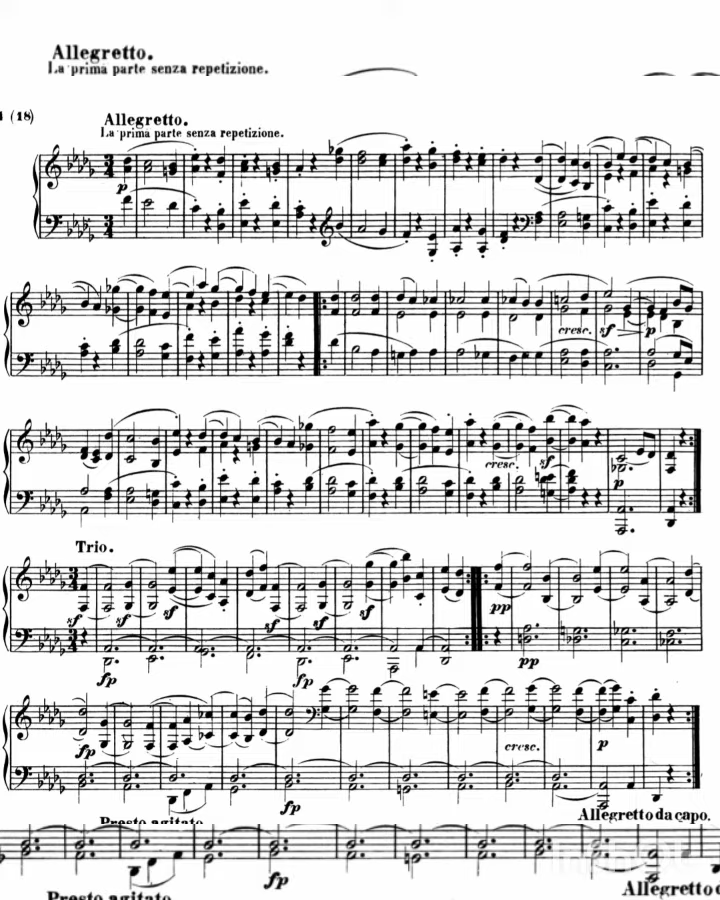 Allegretto.
La prima parte senza repetizione.
(18)
Allegretto.
La prima parte senza repetizione.
p
cresc. sf p
cresc. sf
p
Trio.
sf sf sf sf sf
pp
fp fp pp
fp cresc. p
fp
Presto agitato
Allegretto da capo.
fp
Presto agitato
Allegretto d